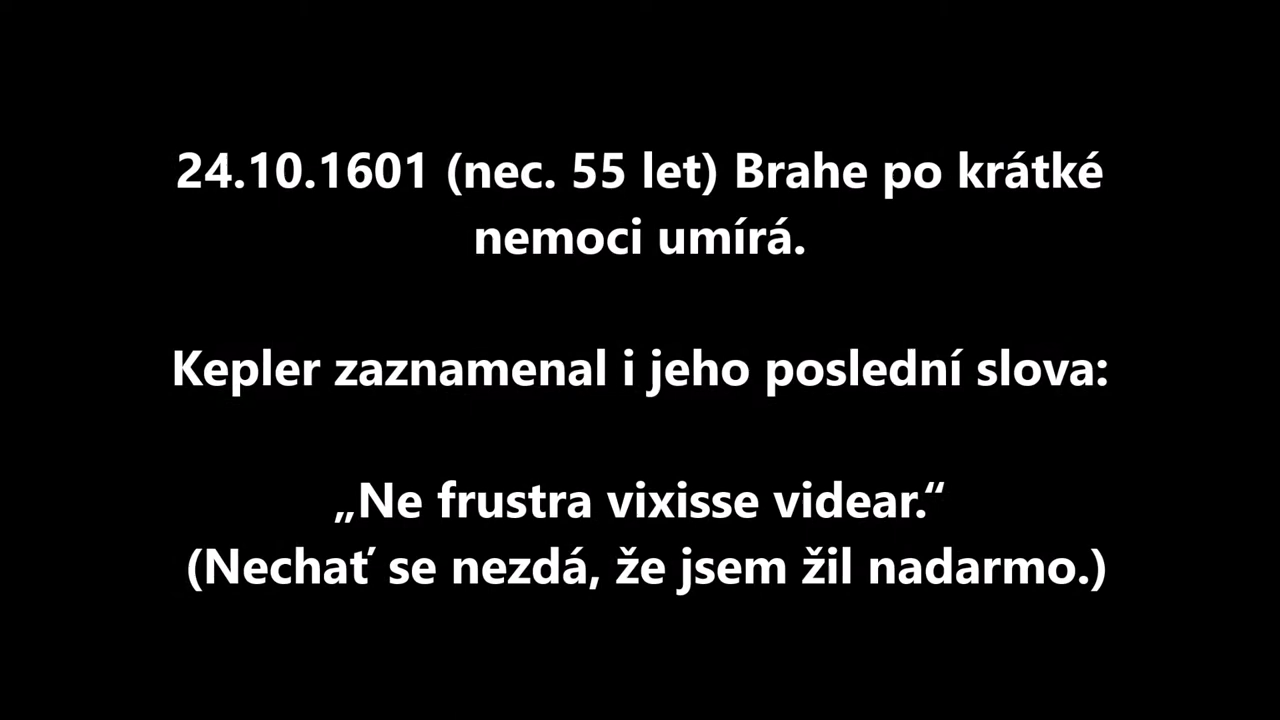 24.10.1601 (nec. 55 let) Brahe po krátké
nemoci umírá.
Kepler zaznamenal i jeho poslední slova:
„Ne frustra vixisse videar.“
(Nechať se nezdá, že jsem žil nadarmo.)